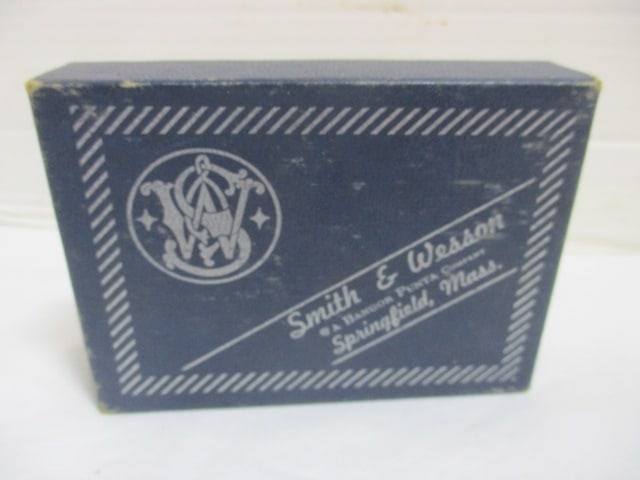 S&W
Smith & Wesson
A BANGOR PUNTA COMPANY
Springfield, Mass.